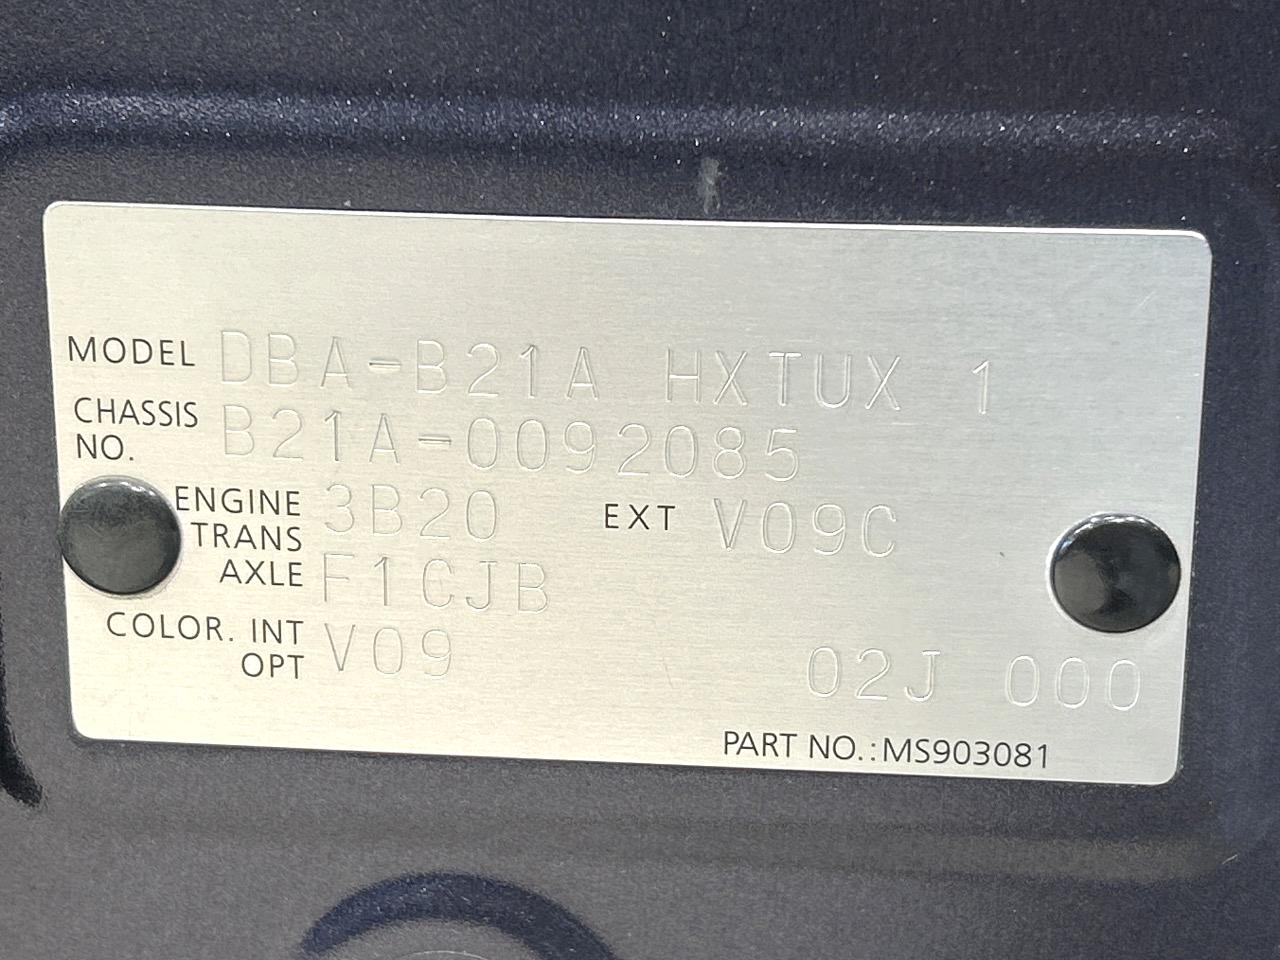 MODEL DBA-B21A HXTUX 1
CHASSIS NO. B21A-0092085
ENGINE 3B20 EXT V09C
TRANS AXLE F1CJB
COLOR. INT OPT V09 02J 000
PART NO.:MS903081